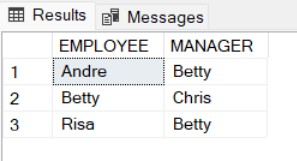 Results Messages
EMPLOYEE MANAGER
1 Andre Betty
2 Betty Chris
3 Risa Betty